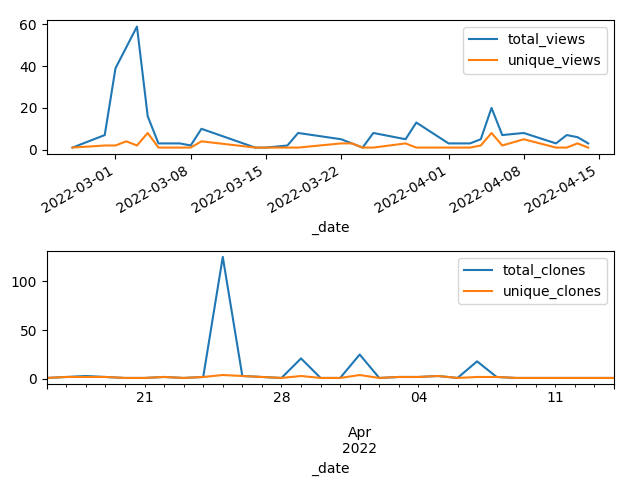 60
40
20
0
total_views
unique_views
2022-03-01
2022-03-08
2022-03-15
2022-03-22
2022-04-01
2022-04-08
2022-04-15
_date
100
50
0
total_clones
unique_clones
21
28
04
11
Apr
2022
_date